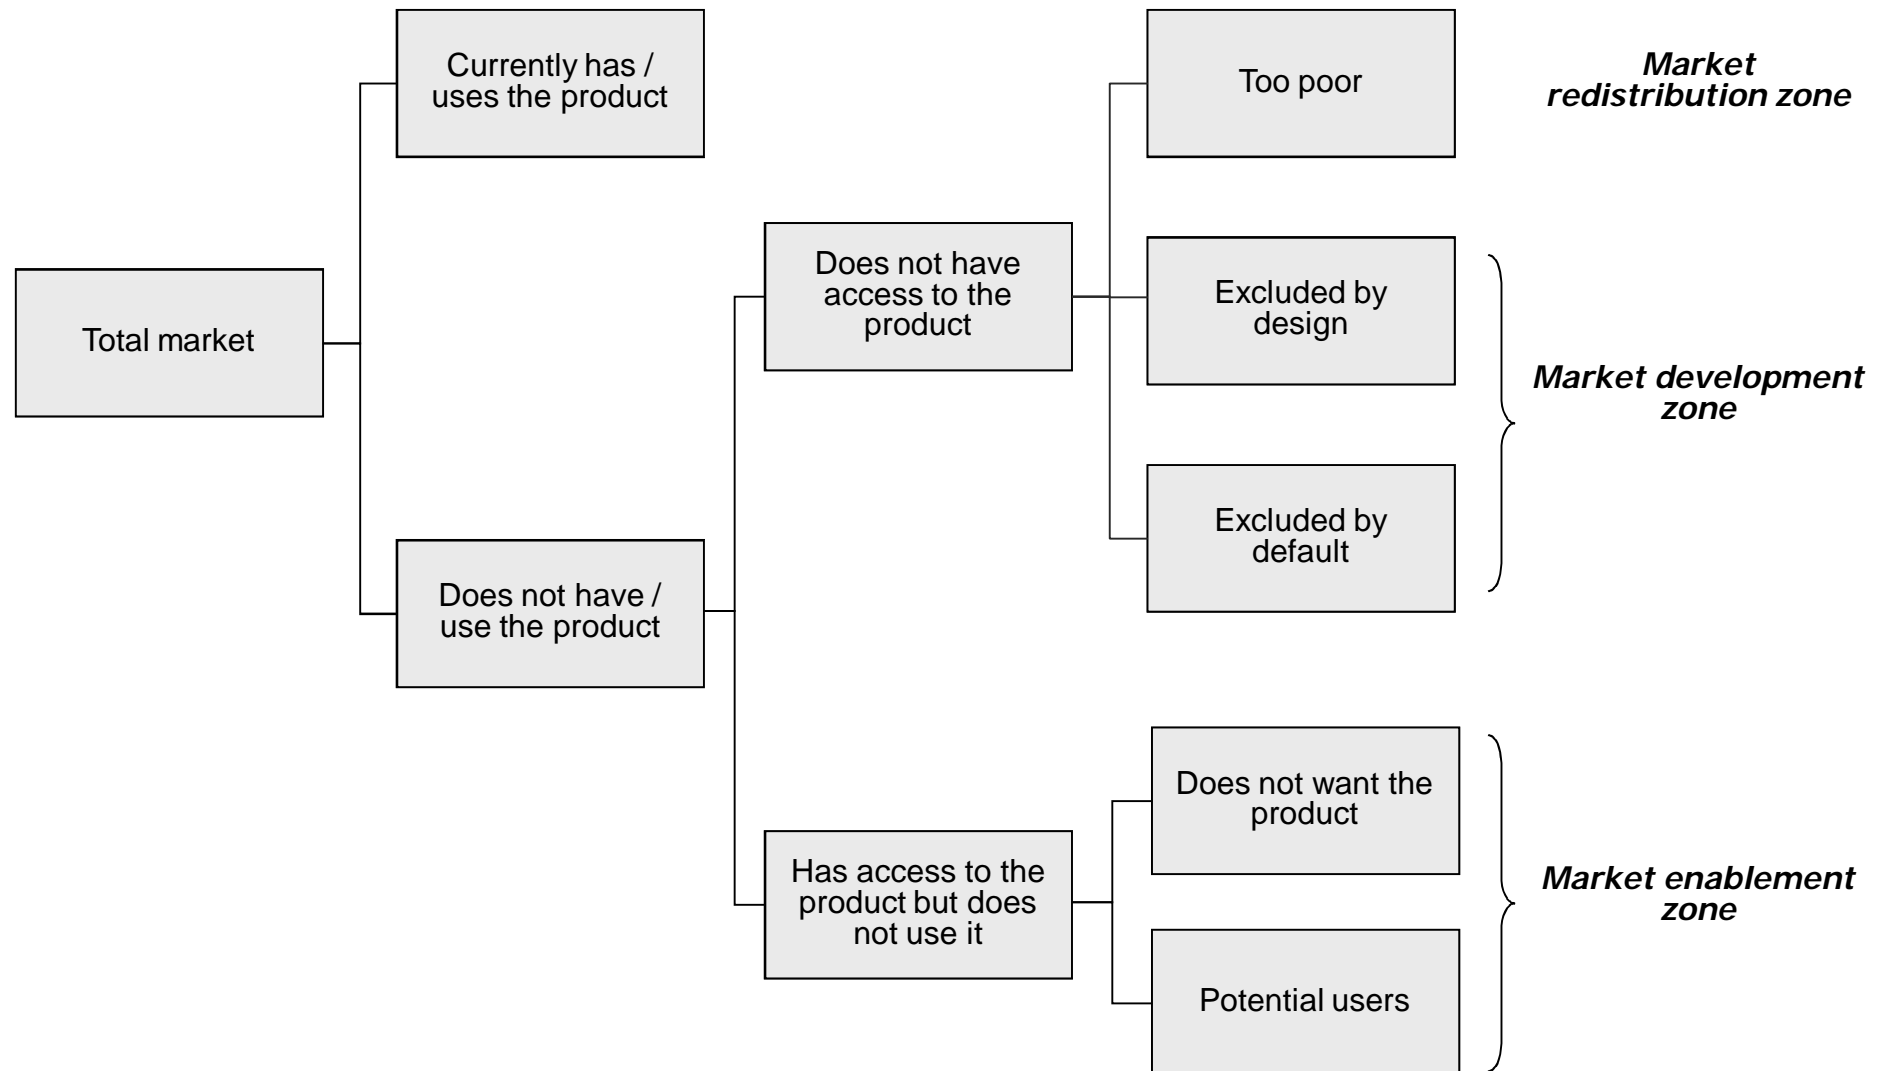 Currently has /
uses the product
Too poor
Market
redistribution zone
Does not have
access to the
product
Excluded by
design
Total market
Market development
zone
Excluded by
default
Does not have /
use the product
Does not want the
product
Has access to the
product but does
not use it
Market enablement
zone
Potential users